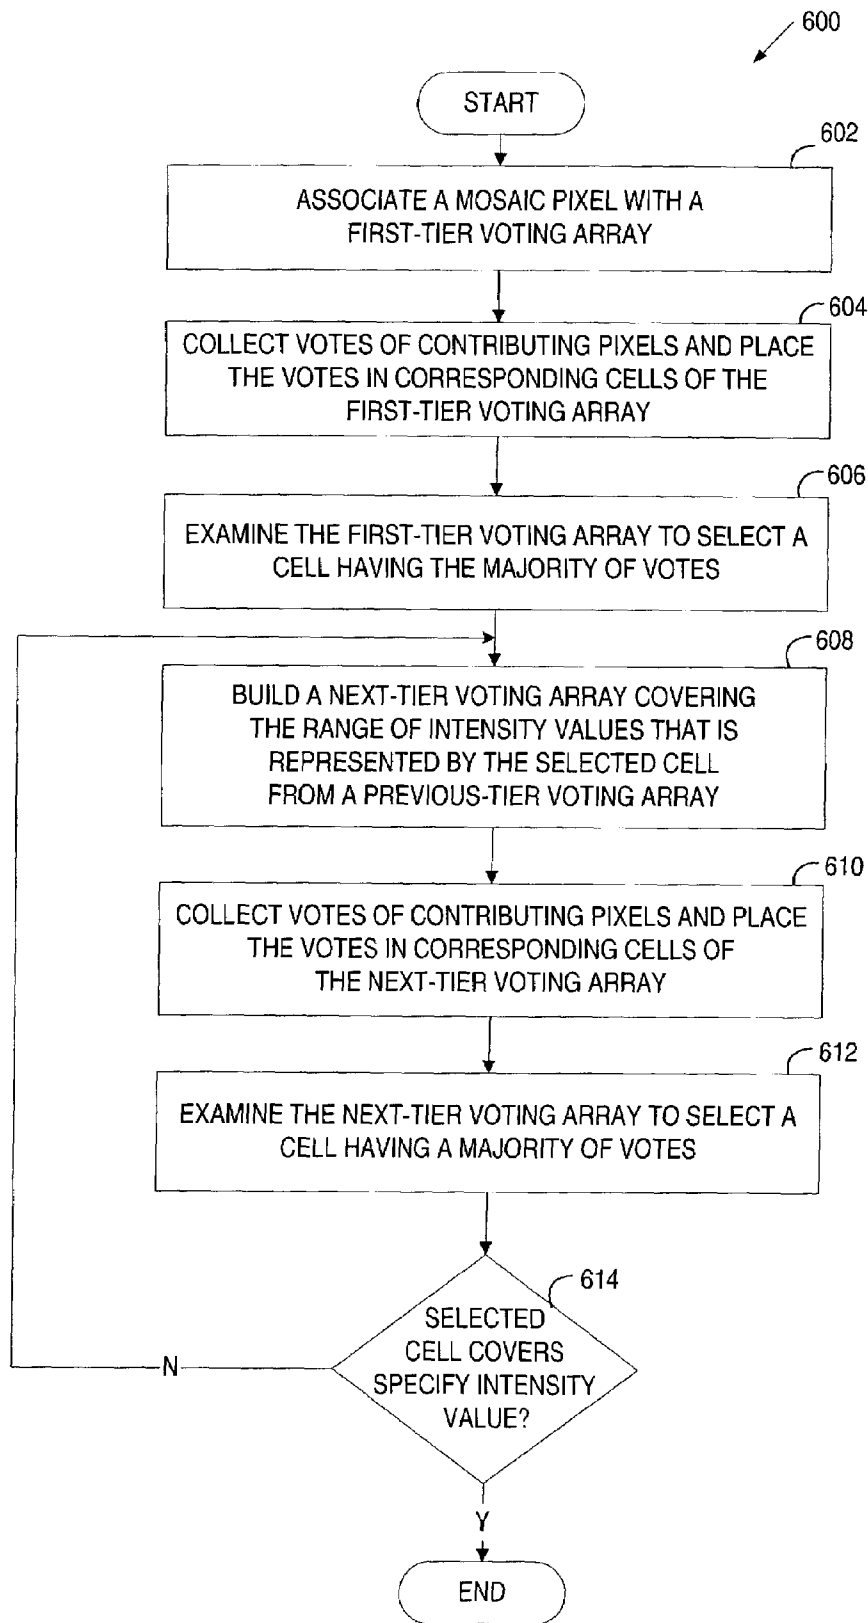 600
START
602
ASSOCIATE A MOSAIC PIXEL WITH A
FIRST-TIER VOTING ARRAY
604
COLLECT VOTES OF CONTRIBUTING PIXELS AND PLACE
THE VOTES IN CORRESPONDING CELLS OF THE
FIRST-TIER VOTING ARRAY
606
EXAMINE THE FIRST-TIER VOTING ARRAY TO SELECT A
CELL HAVING THE MAJORITY OF VOTES
608
BUILD A NEXT-TIER VOTING ARRAY COVERING
THE RANGE OF INTENSITY VALUES THAT IS
REPRESENTED BY THE SELECTED CELL
FROM A PREVIOUS-TIER VOTING ARRAY
610
COLLECT VOTES OF CONTRIBUTING PIXELS AND PLACE
THE VOTES IN CORRESPONDING CELLS OF
THE NEXT-TIER VOTING ARRAY
612
EXAMINE THE NEXT-TIER VOTING ARRAY TO SELECT A
CELL HAVING A MAJORITY OF VOTES
614
SELECTED
CELL COVERS
SPECIFY INTENSITY
VALUE?
N
Y
END